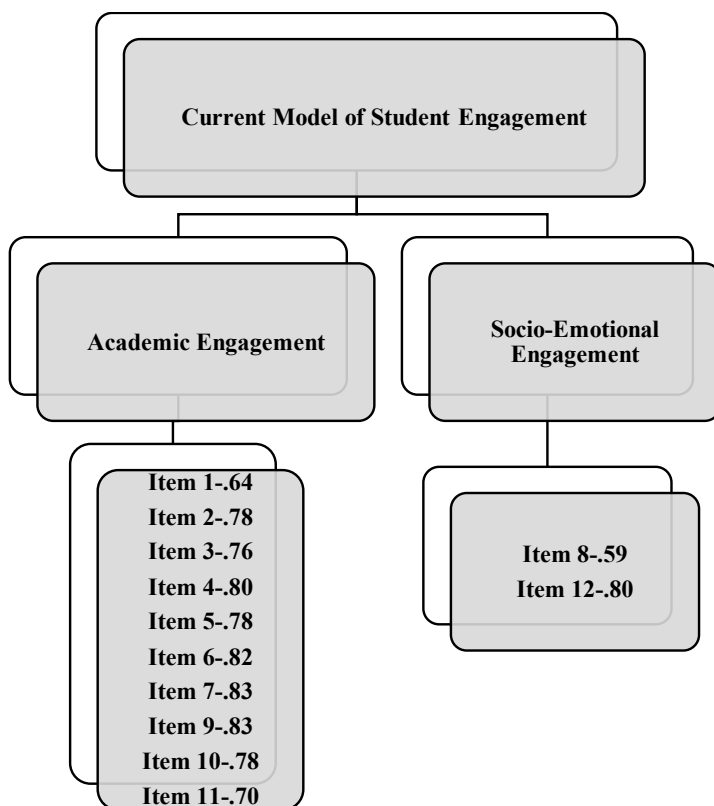 Current Model of Student Engagement
Academic Engagement
Socio-Emotional
Engagement
Item 1-.64
Item 2-.78
Item 3-.76
Item 4-.80
Item 5-.78
Item 6-.82
Item 7-.83
Item 9-.83
Item 10-.78
Item 11-.70
Item 8-.59
Item 12-.80